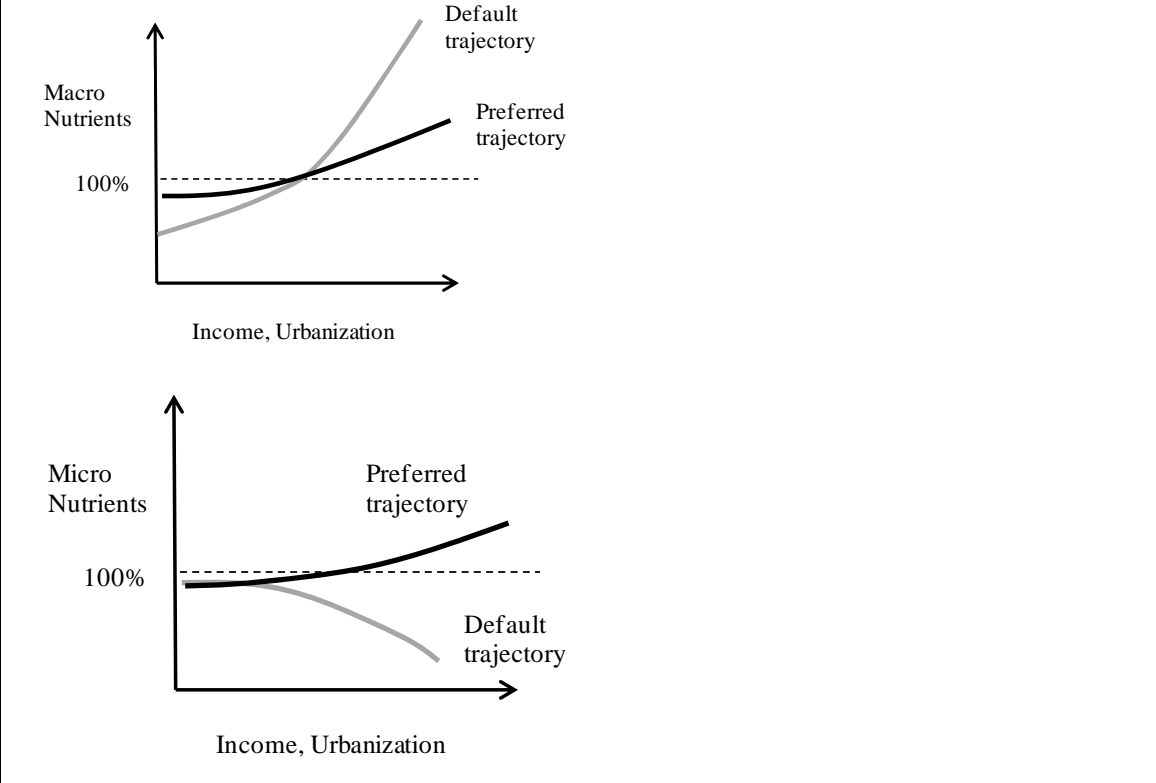 Default
trajectory
Macro
Nutrients
Preferred
trajectory
100%
Income, Urbanization
Micro
Nutrients
Preferred
trajectory
100%
Default
trajectory
Income, Urbanization